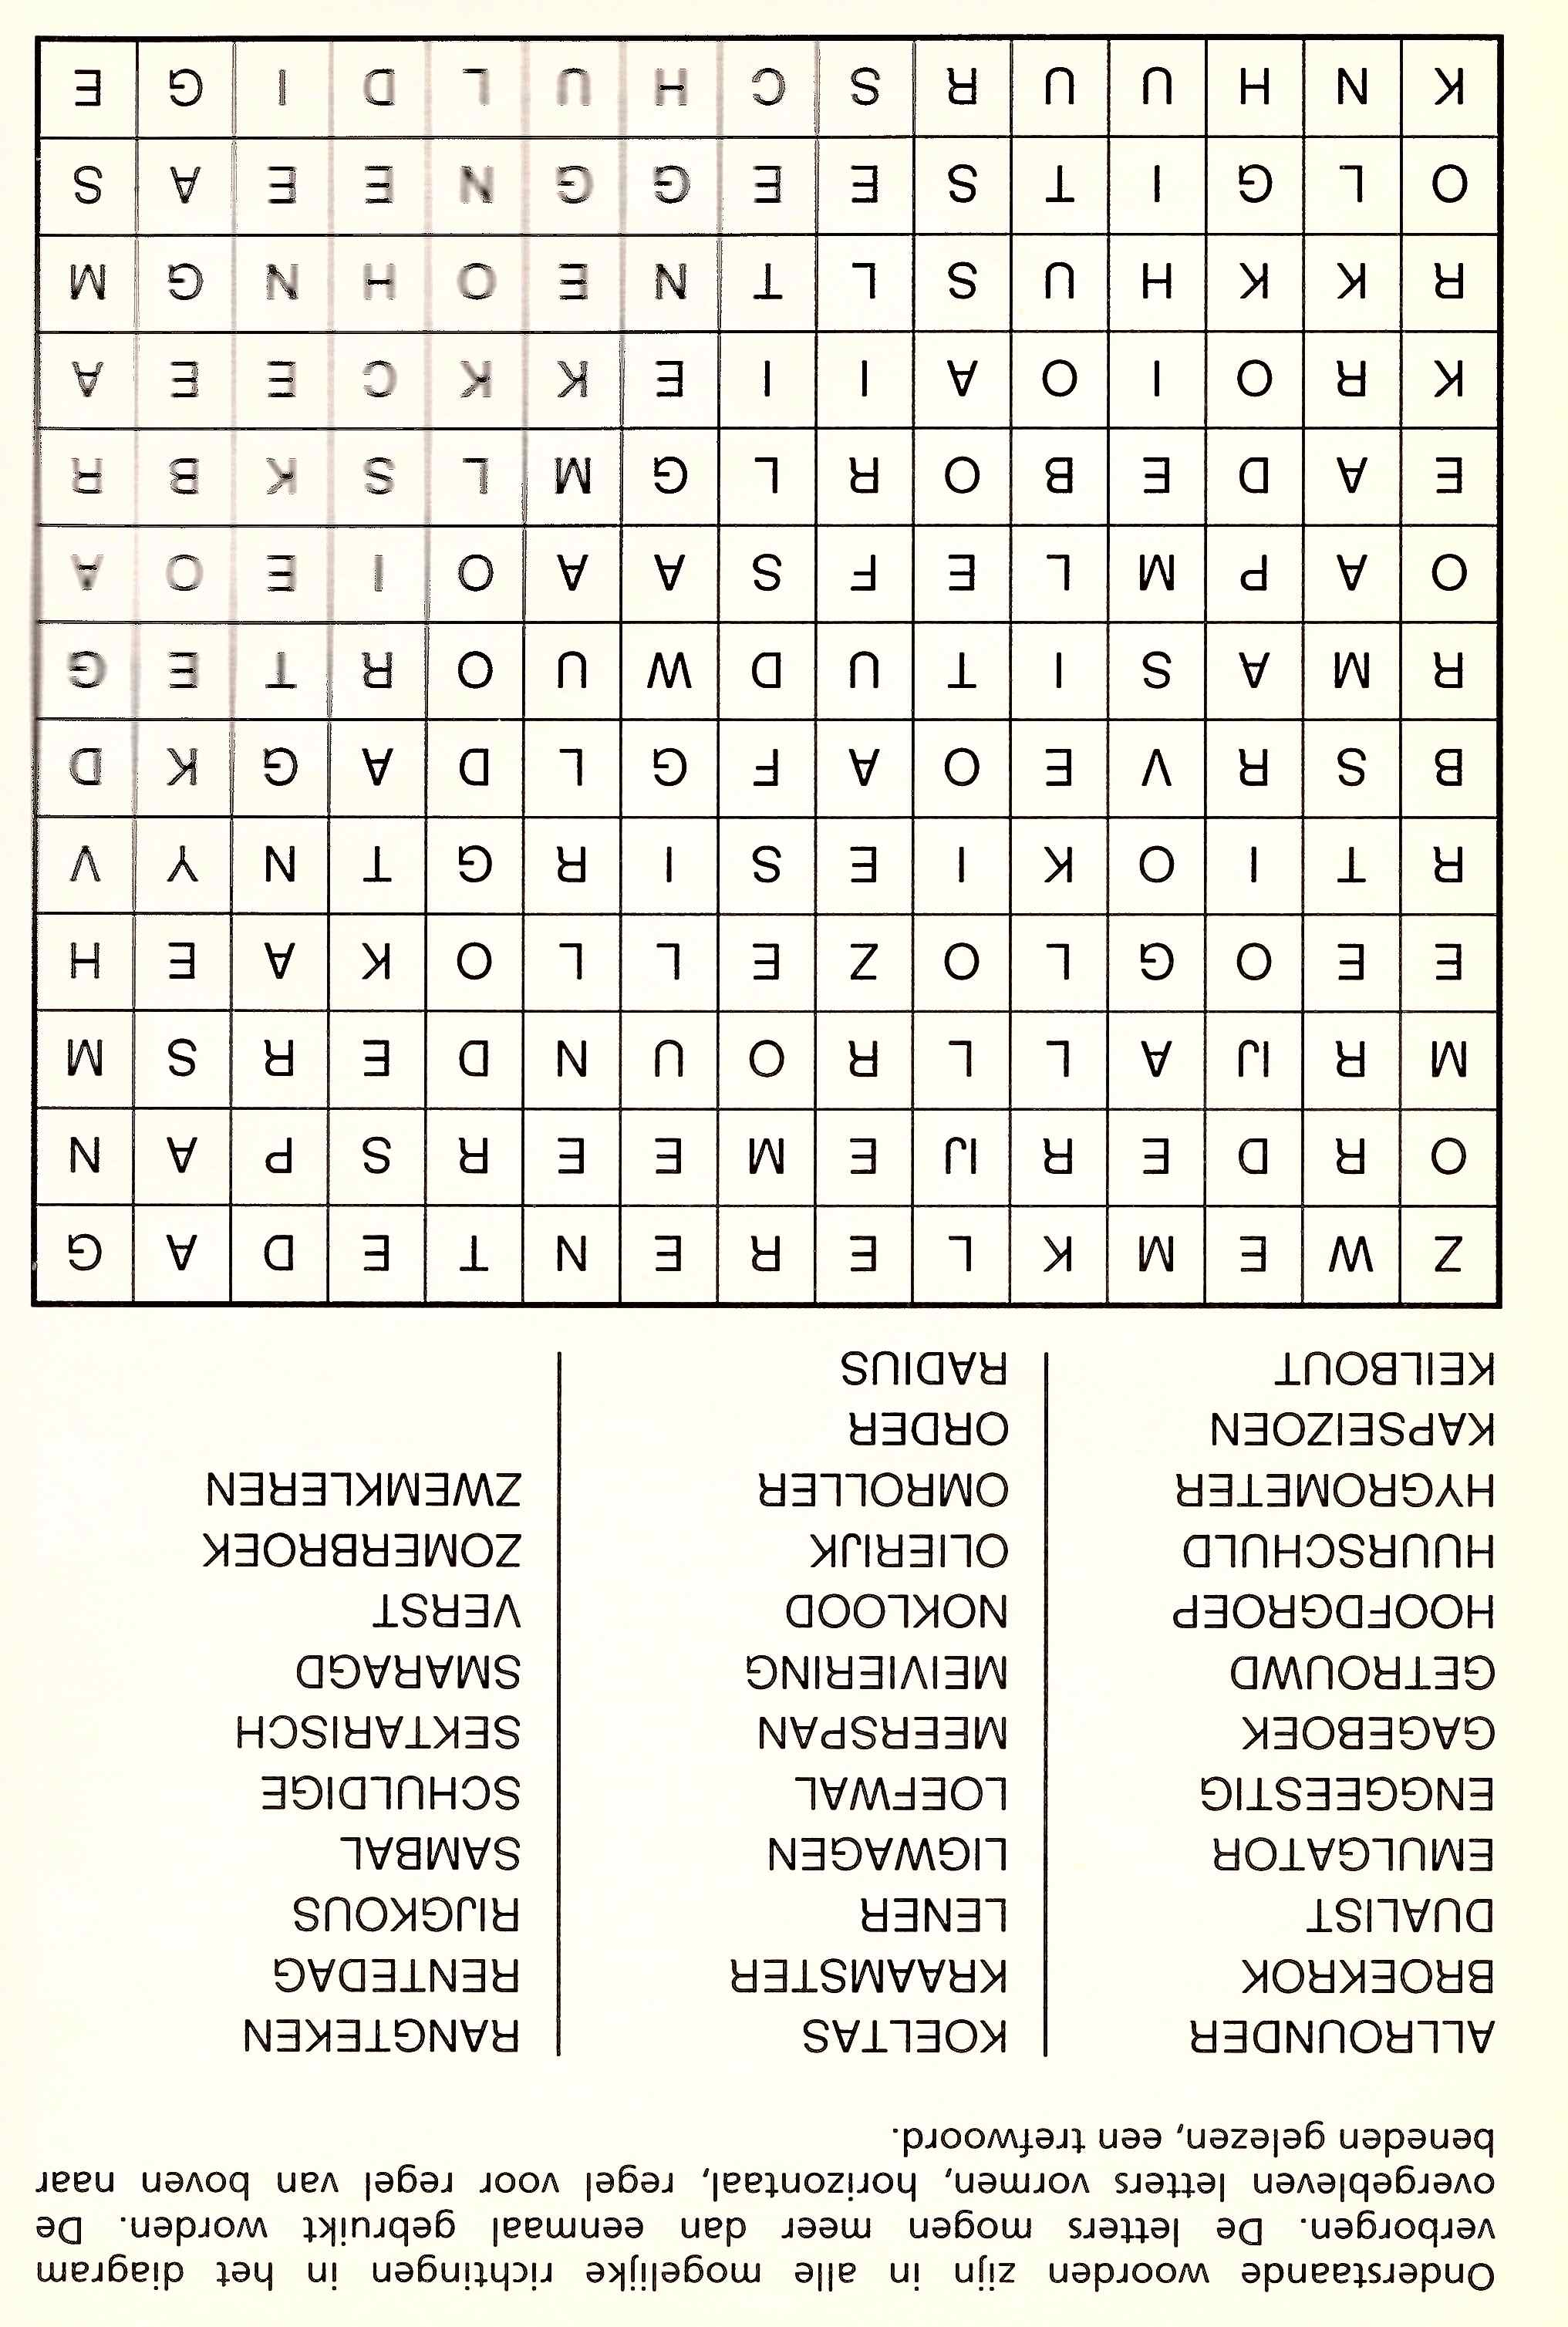 Onderstaande woorden zijn in alle mogelijke richtingen in het diagram
verborgen. De letters mogen meer dan eenmaal gebruikt worden. De
overgebleven letters vormen, horizontaal, regel voor regel van boven naar
beneden gelezen, een trefwoord.
ALLROUNDER
BROEKROK
DUALIST
EMULGATOR
ENGGEESTIG
GAGEBOEK
GETROUWD
HOOFDGROEP
HUURSCHULD
HYGROMETER
KAPSEIZOEN
KEILBOUT
KOELTAS
KRAAMSTER
LENER
LIGWAGEN
LOEFWAL
MEERSPAN
MEIVIERING
NOKLOOD
OLIERIJK
OMROLLER
ORDER
RADIUS
RANGTEKEN
RENTEDAG
RIJGKOUS
SAMBAL
SCHULDIGE
SEKTARISCH
SMARAGD
VERST
ZOMERBROEK
ZWEMKLEREN
Z W E M K L E R E N T E D A G
O R D E R IJ E M E E R S P A N
M R IJ A L L R O U N D E R S M
E E O G L O Z E L L O K A E H
R T I O K I E S I R G T N Y V
B S R V E O A F G L D A G K D
R M A S I T U D W U O R T E G
O A P M L E F S A A O I E O A
E A D E B O R L G M L S K B R
K R O I O A I I E K K C E E A
R K K H U S L T N E O H N G M
O L G I T S E E G G N E E A S
K N H U U R S C H U L D I G E